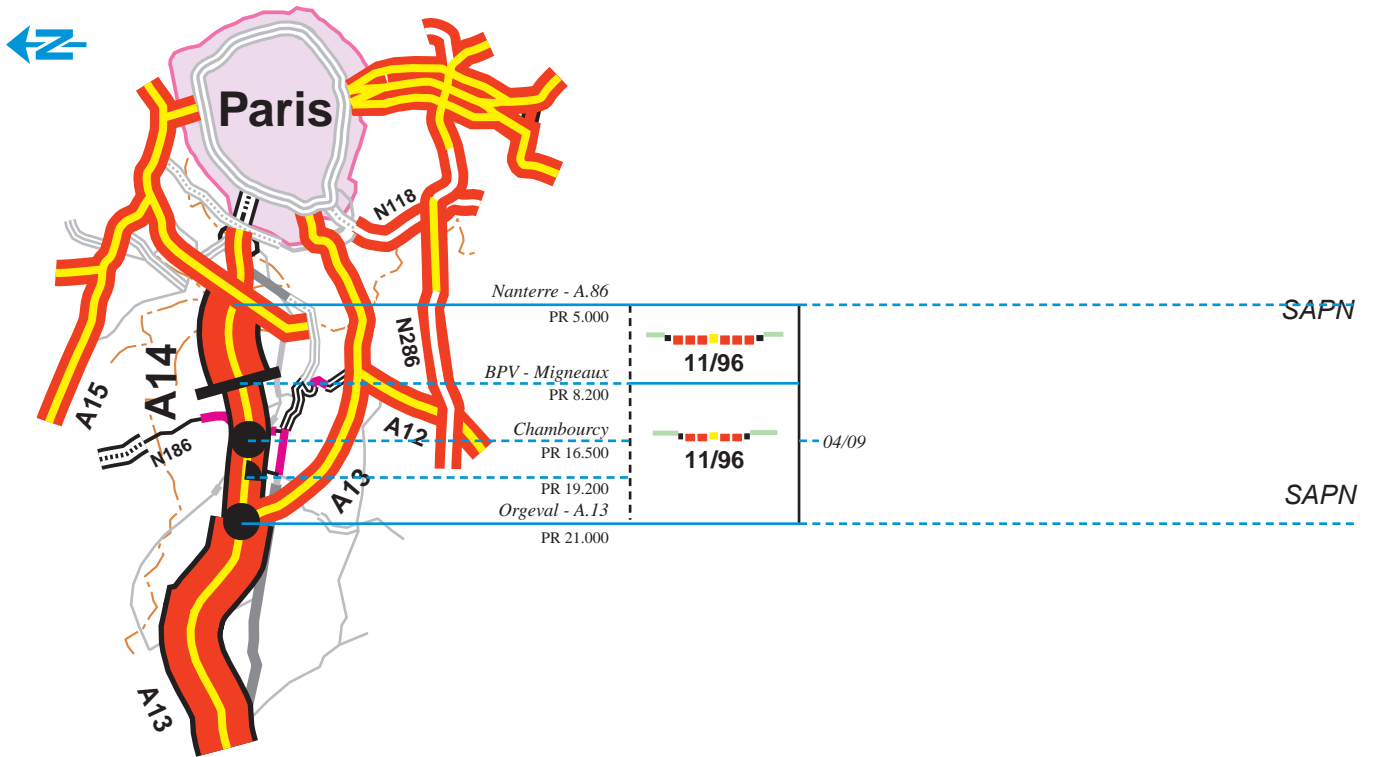 Z
Paris
N118
Nanterre - A.86
PR 5.000
SAPN
N286
A14
11/96
A15
BPV - Migneaux
PR 8.200
A12
Chambourcy
PR 16.500
04/09
N186
11/96
A13
PR 19.200
Orgeval - A.13
SAPN
PR 21.000
A13